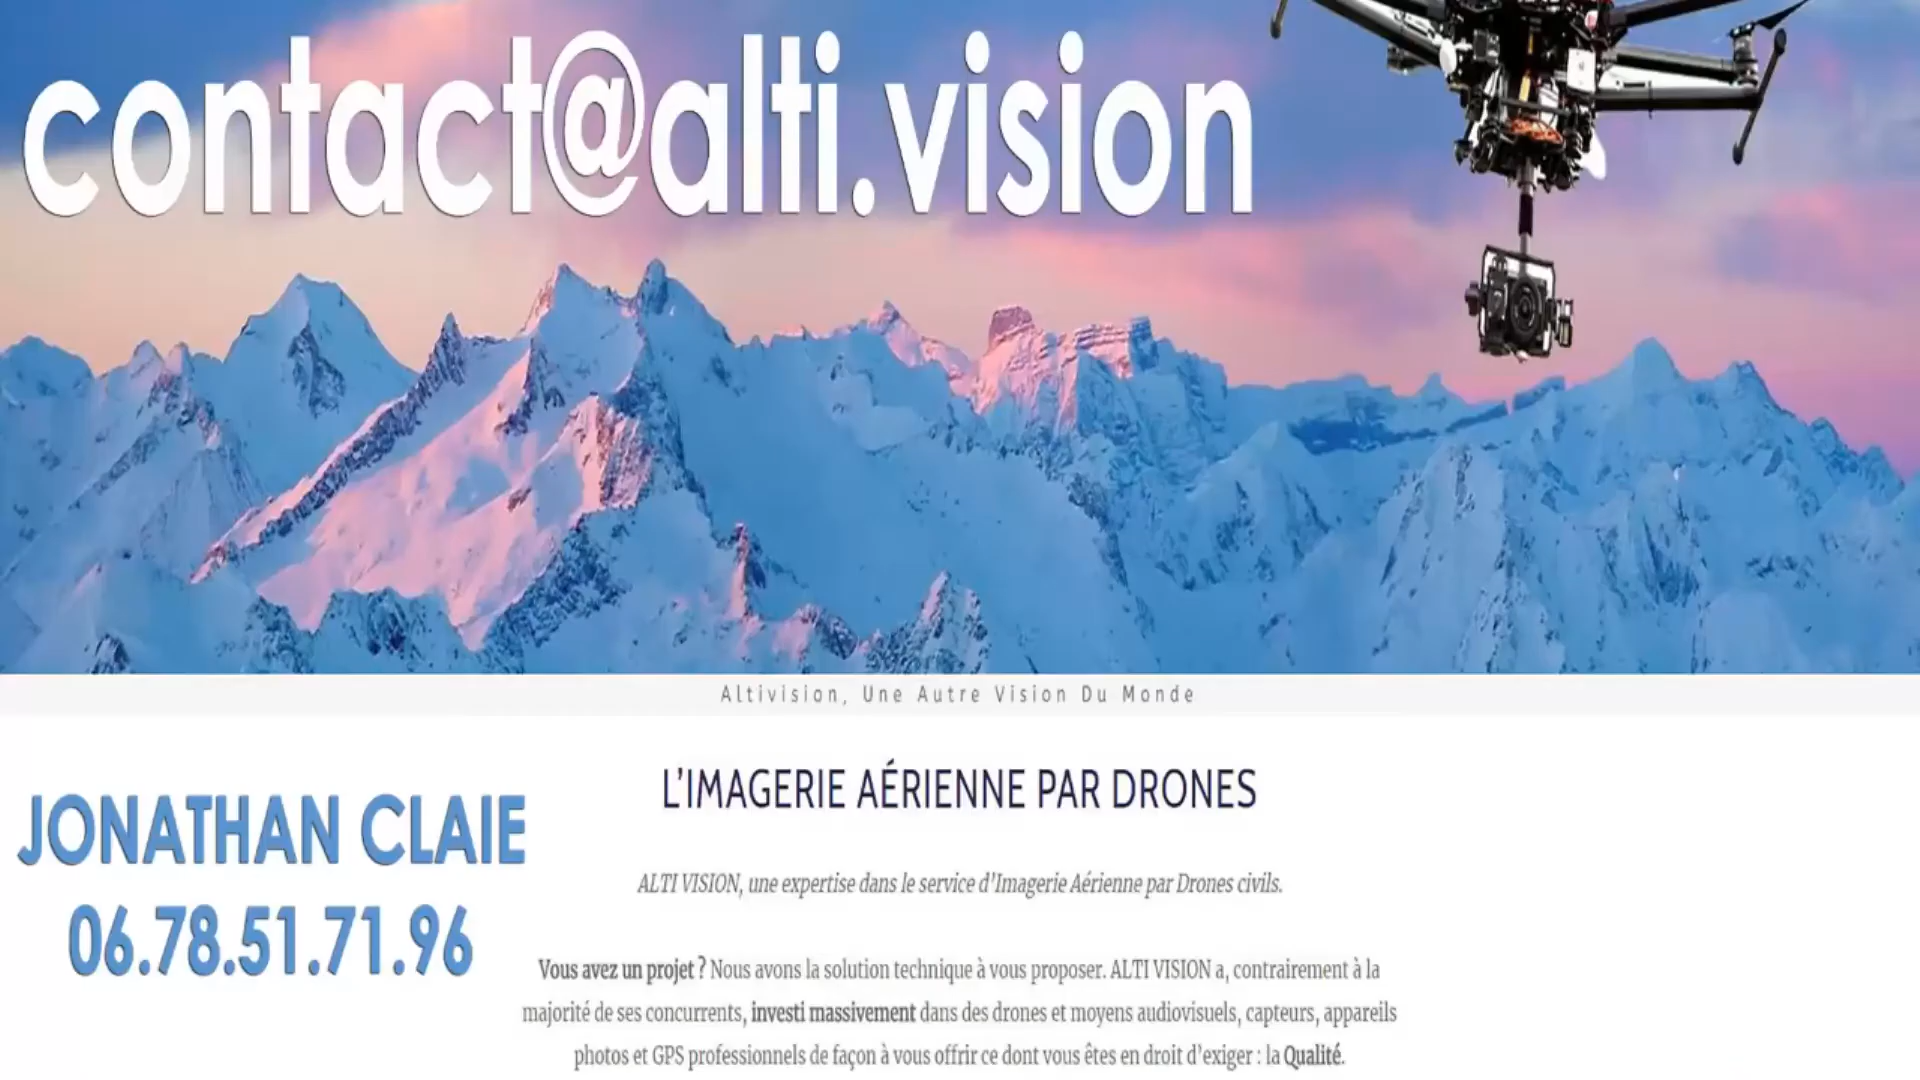 contact@alti.vision
Altivision, Une Autre Vision Du Monde
L'IMAGERIE AÉRIENNE PAR DRONES
JONATHAN CLAIE
06.78.51.71.96
ALTI VISION, une expertise dans le service d'Imagerie Aérienne par Drones civils.
Vous avez un projet ? Nous avons la solution technique à vous proposer. ALTI VISION a, contrairement à la
majorité de ses concurrents, investi massivement dans des drones et moyens audiovisuels, capteurs, appareils
photos et GPS professionnels de façon à vous offrir ce dont vous êtes en droit d'exiger : la Qualité.